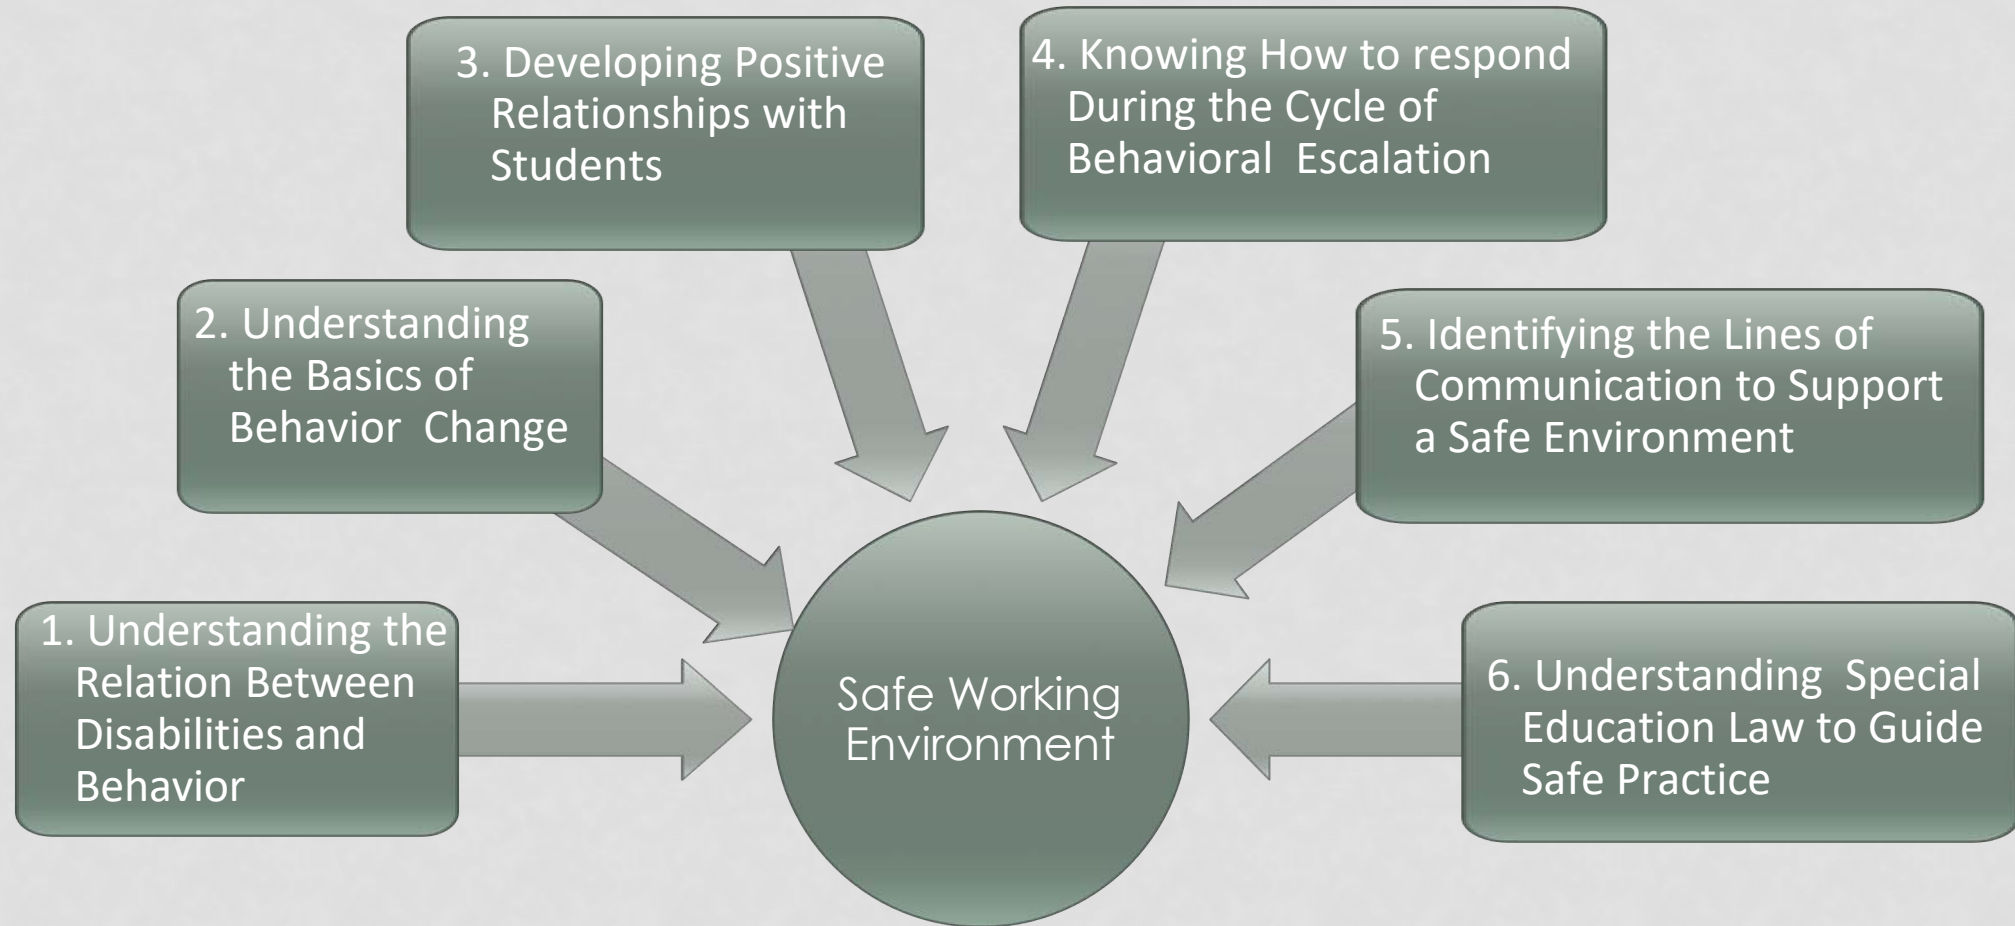 1. Understanding the
Relation Between
Disabilities and
Behavior
2. Understanding
the Basics of
Behavior Change
3. Developing Positive
Relationships with
Students
4. Knowing How to respond
During the Cycle of
Behavioral Escalation
5. Identifying the Lines of
Communication to Support
a Safe Environment
6. Understanding Special
Education Law to Guide
Safe Practice
Safe Working
Environment